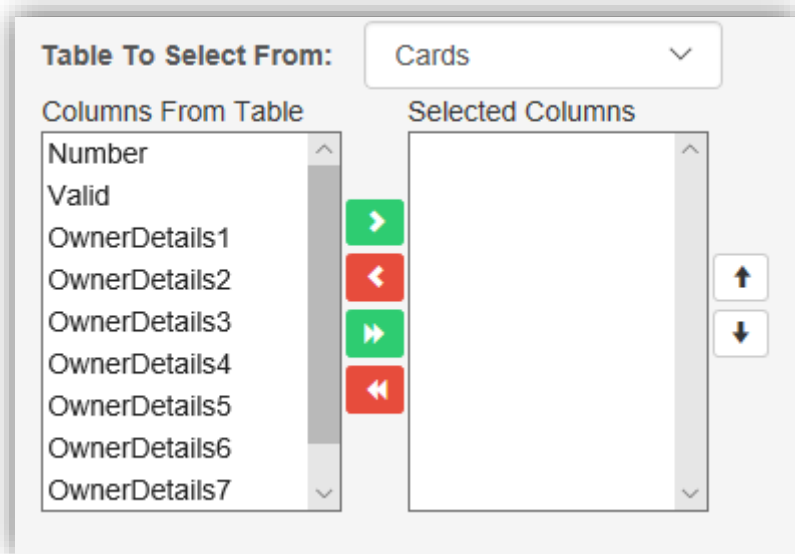 Table To Select From: Cards
Columns From Table Selected Columns
Number
Valid
OwnerDetails1
OwnerDetails2
OwnerDetails3
OwnerDetails4
OwnerDetails5
OwnerDetails6
OwnerDetails7